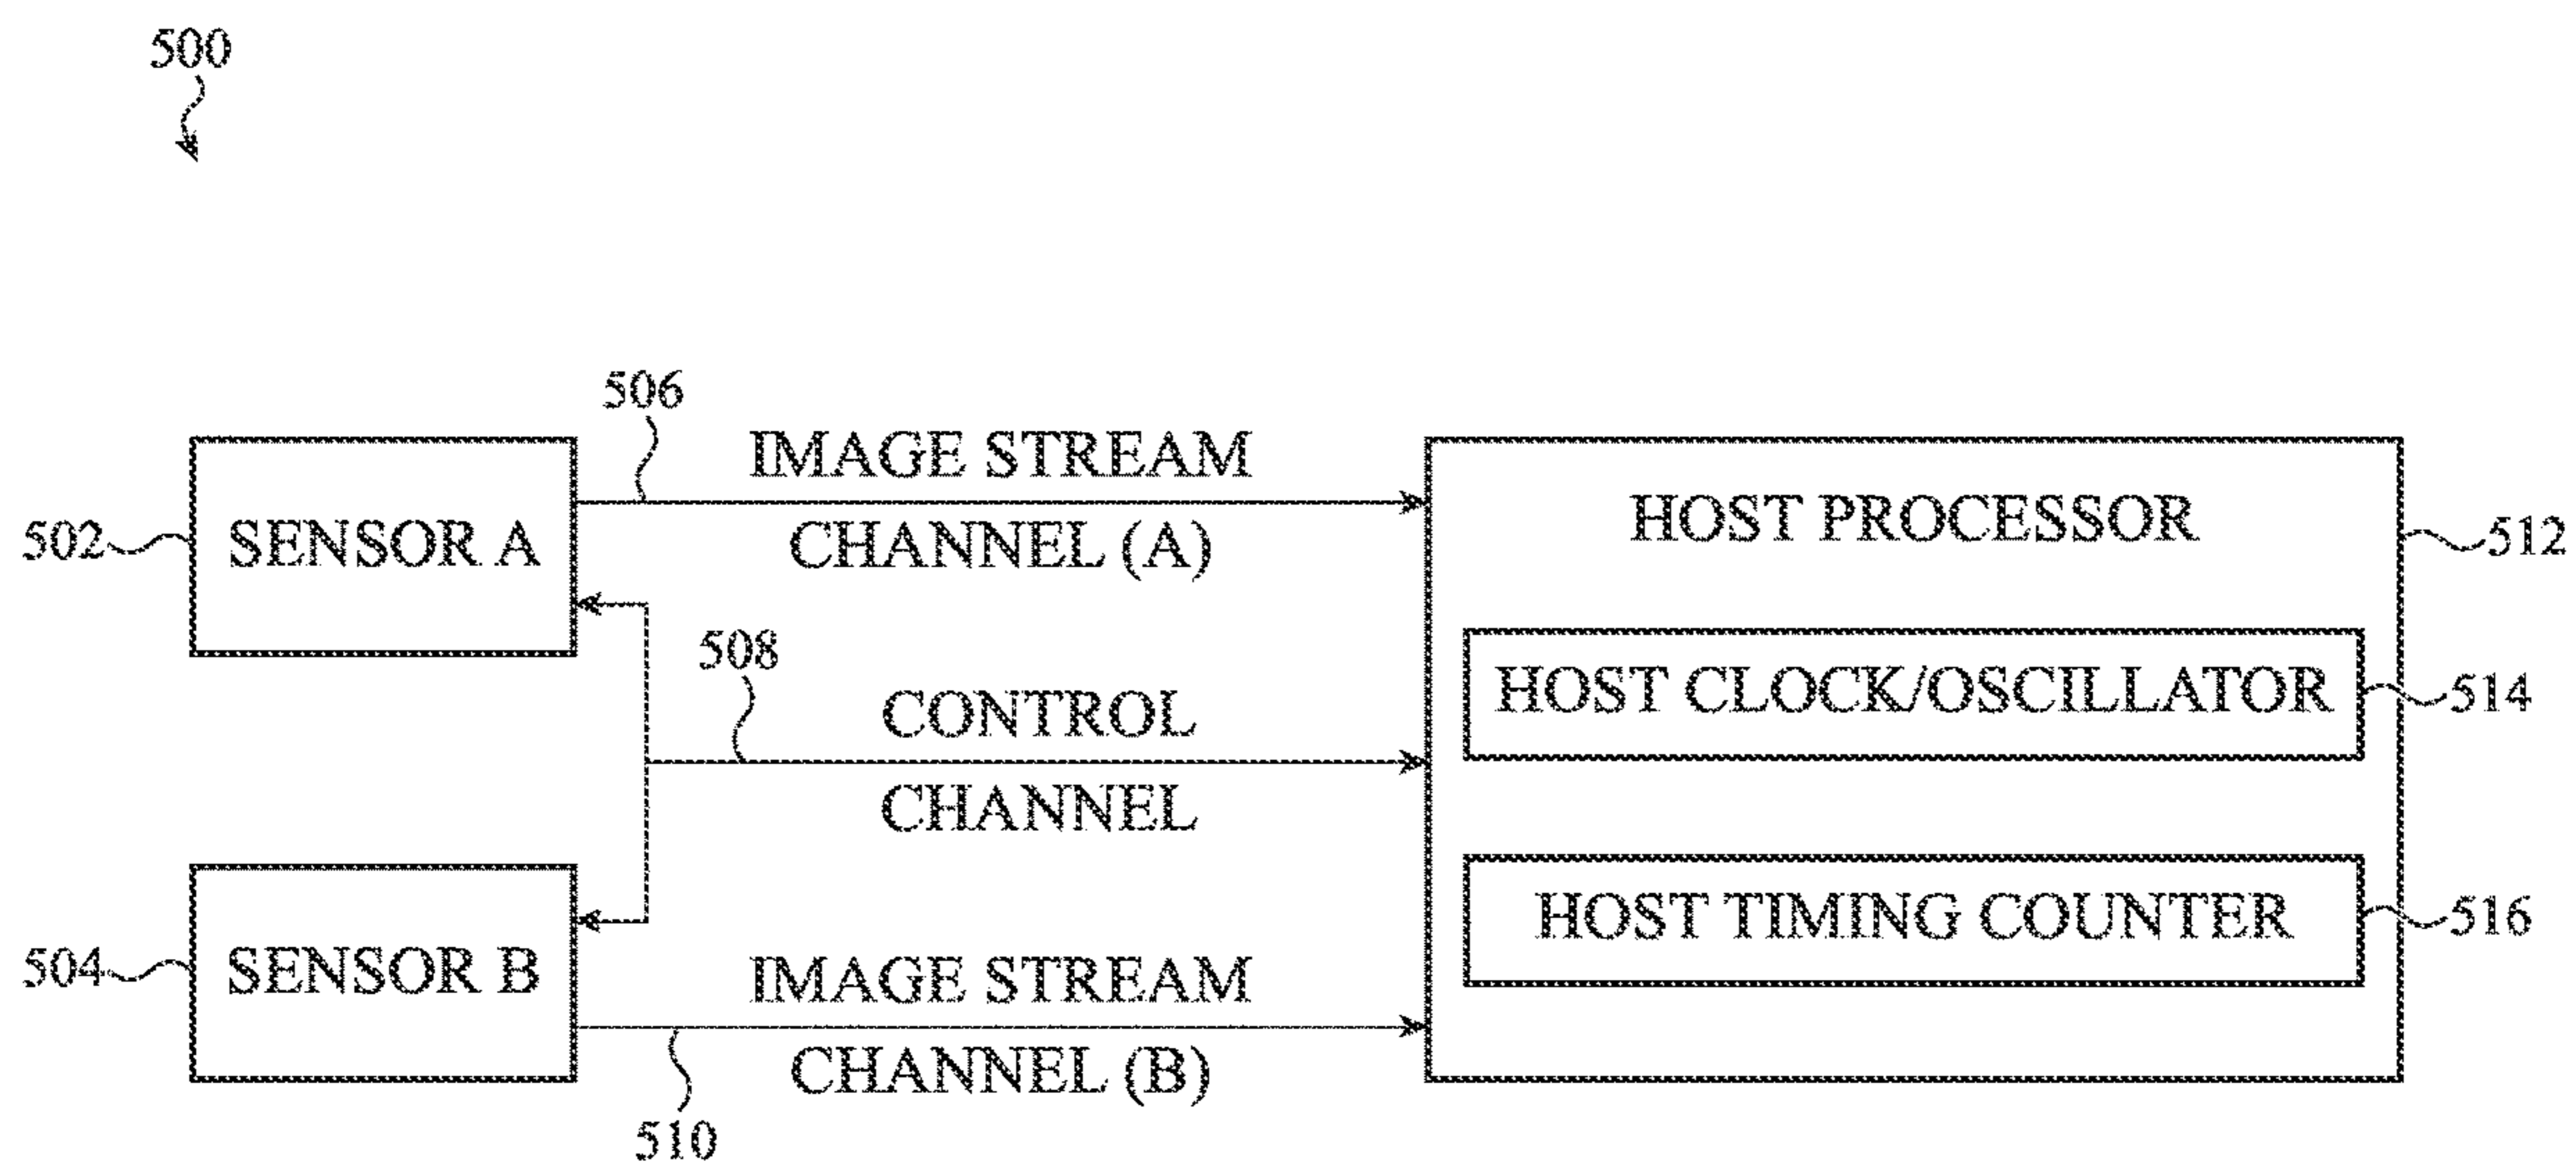 500
506
IMAGE STREAM
CHANNEL (A)
502
SENSOR A
HOST PROCESSOR
512
508
CONTROL
CHANNEL
HOST CLOCK/OSCILLATOR
514
HOST TIMING COUNTER
516
504
SENSOR B
IMAGE STREAM
CHANNEL (B)
510